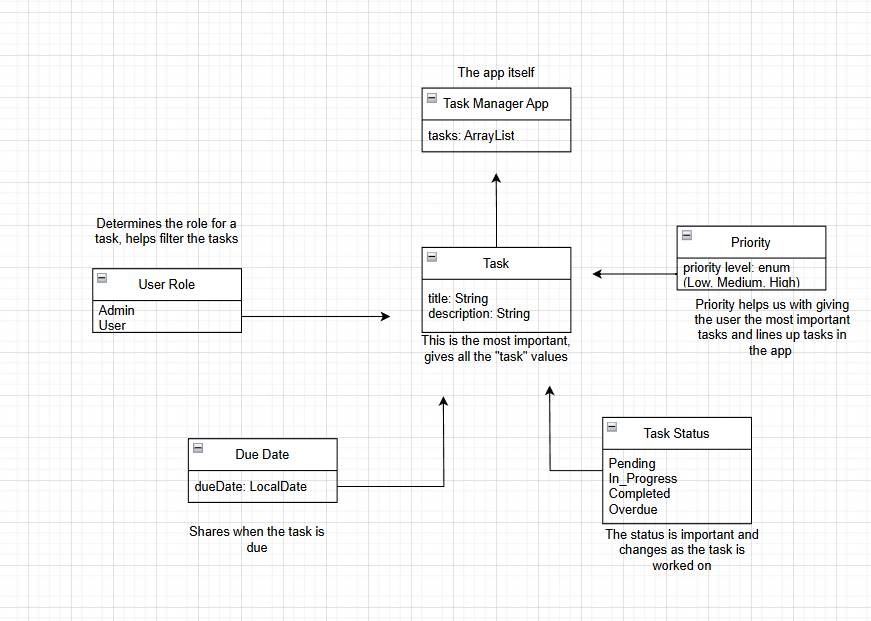 The app itself
Task Manager App
tasks: ArrayList
Determines the role for a
task, helps filter the tasks
User Role
Admin
User
Task
title: String
description: String
This is the most important,
gives all the "task" values
Priority
priority level: enum
(Low, Medium, High)
Priority helps us with giving
the user the most important
tasks and lines up tasks in
the app
Due Date
dueDate: LocalDate
Shares when the task is
due
Task Status
Pending
In_Progress
Completed
Overdue
The status is important and
changes as the task is
worked on